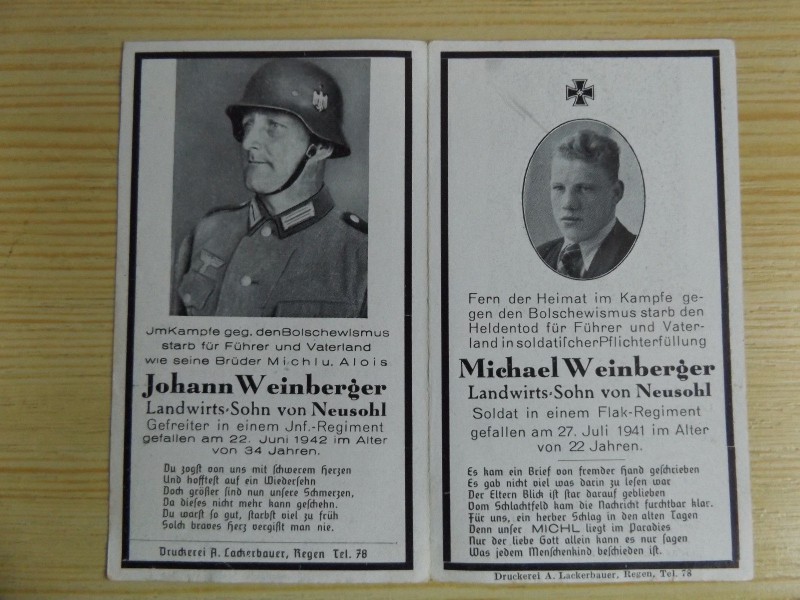 JmKampfe geg. denBolschewismus
starb für Führer und Vaterland
wie seine Brüder Michl u. Alois
Johann Weinberger
Landwirts-Sohn von Neusohl
Gefreiter in einem Jnf.-Regiment
gefallen am 22. Juni 1942 im Alter
von 34 Jahren.
Du zogst von uns mit schwerem Herzen
Und hofftest auf ein Wiedersehn
Doch größer sind nun unsere Schmerzen,
Da dieses nicht mehr kann geschehn.
Du warst so gut, starbst viel zu früh
Solch braves Herz vergißt man nie.
Druckerei A. Lackerbauer, Regen Tel. 78
Fern der Heimat im Kampfe ge-
gen den Bolschewismus starb den
Heldentod für Führer und Vater-
land in soldatischer Pflichterfüllung
Michael Weinberger
Landwirts-Sohn von Neusohl
Soldat in einem Flak-Regiment
gefallen am 27. Juli 1941 im Alter
von 22 Jahren.
Es kam ein Brief von fremder Hand geschrieben
Es gab nicht viel was darin zu lesen war
Der Eltern Blick ist star darauf geblieben
Vom Schlachtfeld kam die Nachricht furchtbar klar.
Für uns, ein herber Schlag in den alten Tagen
Denn unser MICHL liegt im Paradies
Nur der liebe Gott allein kann es nur sagen
Was jedem Menschenkind beschieden ist.
Druckerei A. Lackerbauer, Regen, Tel. 78